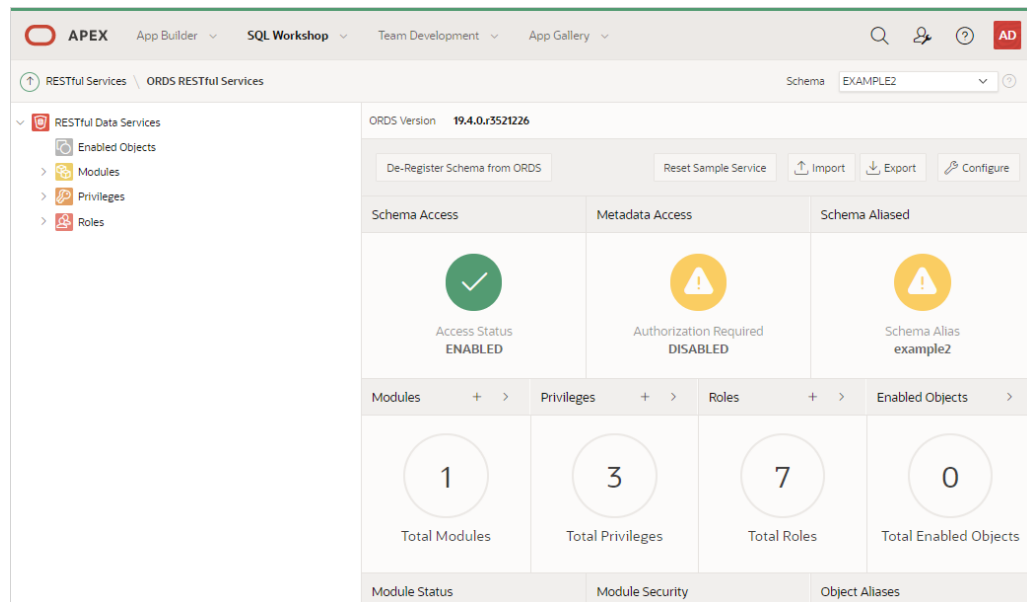 APEX App Builder SQL Workshop Team Development App Gallery AD
RESTful Services \ ORDS RESTful Services Schema EXAMPLE2
RESTful Data Services
Enabled Objects
Modules
Privileges
Roles
ORDS Version 19.4.0.r3521226
De-Register Schema from ORDS Reset Sample Service Import Export Configure
Schema Access Metadata Access Schema Aliased
Access Status Authorization Required Schema Alias
ENABLED DISABLED example2
Modules + > Privileges + > Roles + > Enabled Objects >
1 3 7 0
Total Modules Total Privileges Total Roles Total Enabled Objects
Module Status Module Security Object Aliases